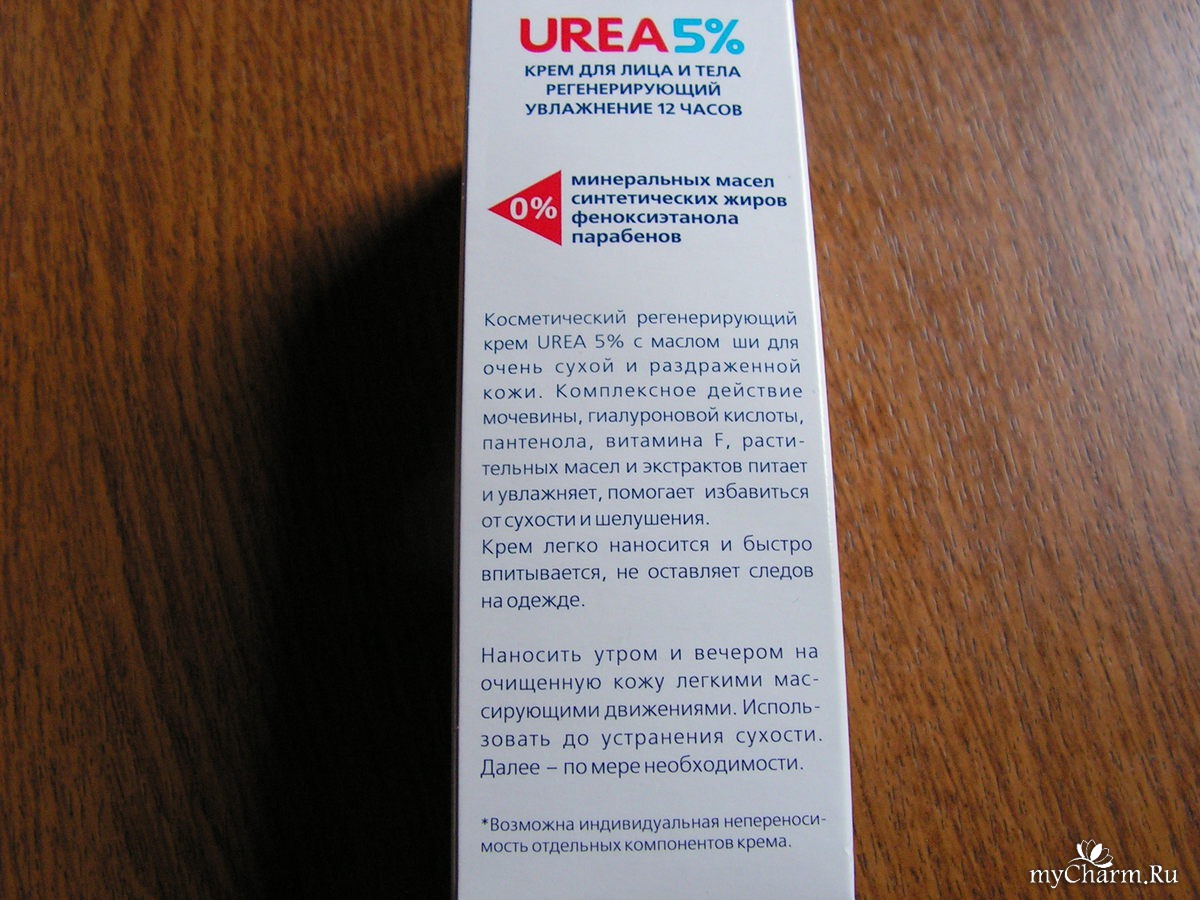 UREA 5%
КРЕМ ДЛЯ ЛИЦА И ТЕЛА
РЕГЕНЕРИРУЮЩИЙ
УВЛАЖНЕНИЕ 12 ЧАСОВ
0%
минеральных масел
синтетических жиров
феноксиэтанола
парабенов
Косметический регенерирующий
крем UREA 5% с маслом ши для
очень сухой и раздраженной
кожи. Комплексное действие
мочевины, гиалуроновой кислоты,
пантенола, витамина F, расти-
тельных масел и экстрактов питает
и увлажняет, помогает избавиться
от сухости и шелушения.
Крем легко наносится и быстро
впитывается, не оставляет следов
на одежде.
Наносить утром и вечером на
очищенную кожу легкими мас-
сирующими движениями. Исполь-
зовать до устранения сухости.
Далее – по мере необходимости.
*Возможна индивидуальная непереноси-
мость отдельных компонентов крема.
myCharm.Ru